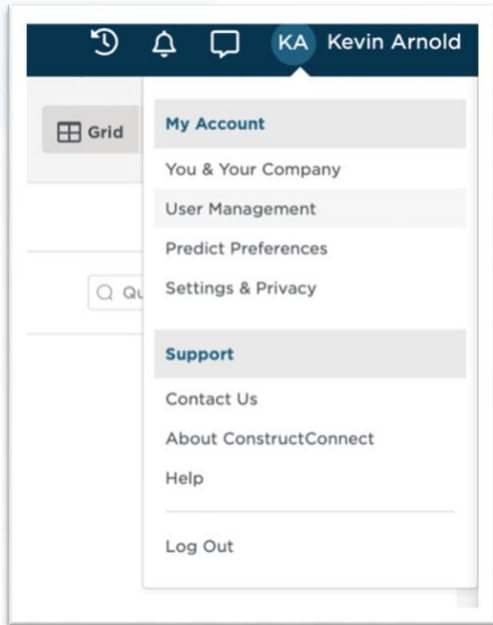 KA Kevin Arnold
Grid
My Account
You & Your Company
User Management
Predict Preferences
Qu
Settings & Privacy
Support
Contact Us
About ConstructConnect
Help
Log Out